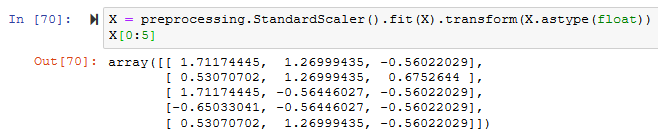 In [70]: X = preprocessing.StandardScaler().fit(X).transform(X.astype(float))
X[0:5]
Out[70]: array([[ 1.71174445,  1.26999435, -0.56022029],
[ 0.53070702,  1.26999435,  0.6752644 ],
[ 1.71174445, -0.56446027, -0.56022029],
[-0.65033041, -0.56446027, -0.56022029],
[ 0.53070702,  1.26999435, -0.56022029]])